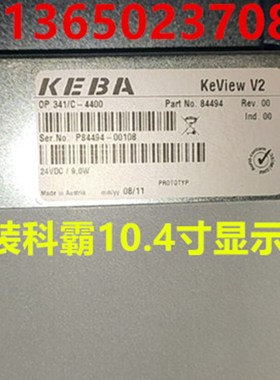 1365023708
KEBA KeView V2
OP 341/C-4400 Part No. 84494 Rev. 00
Ind. 00
Ser.No. P84494-00108
24VDC / 9,0W PROTOTYP
Made in Austria mm/yy 08/11
装科霸10.4寸显示